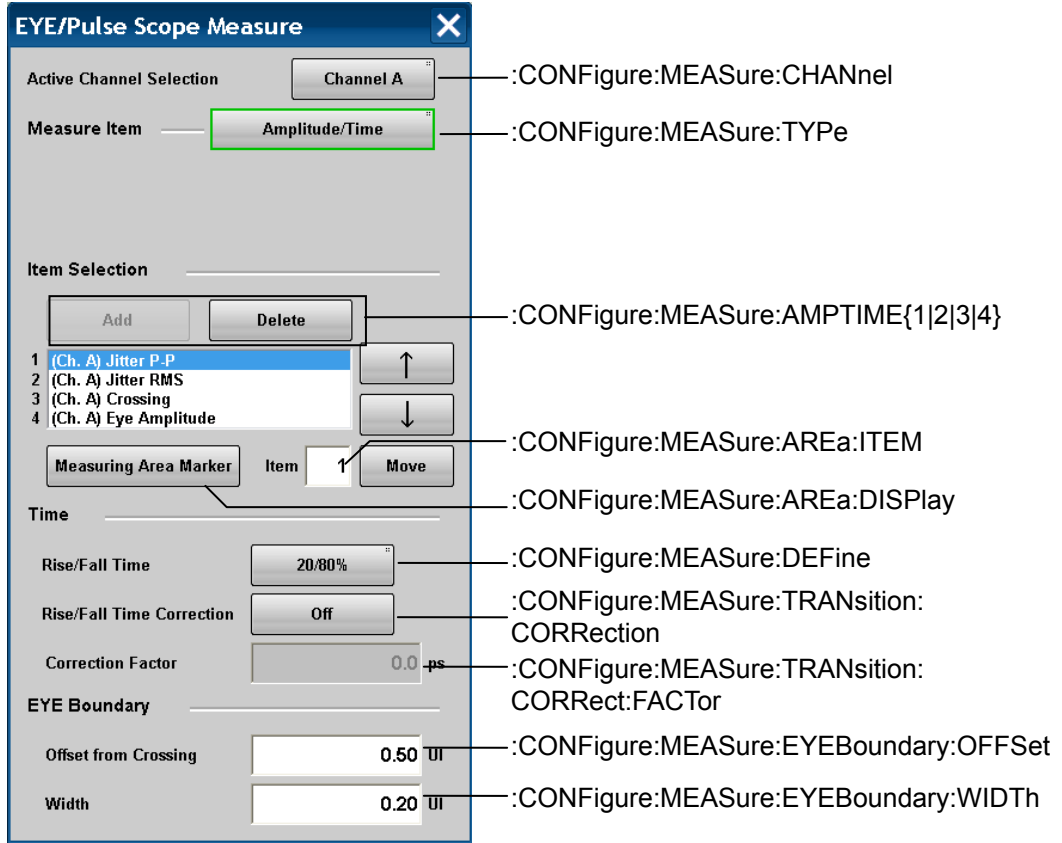 EYE/Pulse Scope Measure
Active Channel Selection Channel A :CONFigure:MEASure:CHANnel
Measure Item Amplitude/Time :CONFigure:MEASure:TYPe
Item Selection
Add Delete :CONFigure:MEASure:AMPTIME{1|2|3|4}
1 (Ch. A) Jitter P-P ↑
2 (Ch. A) Jitter RMS
3 (Ch. A) Crossing
4 (Ch. A) Eye Amplitude ↓
:CONFigure:MEASure:AREa:ITEM
Measuring Area Marker Item 1 Move
:CONFigure:MEASure:AREa:DISPlay
Time
Rise/Fall Time 20/80% :CONFigure:MEASure:DEFine
Rise/Fall Time Correction Off :CONFigure:MEASure:TRANsition:
CORRection
Correction Factor 0.0 ps :CONFigure:MEASure:TRANsition:
CORRect:FACTor
EYE Boundary
Offset from Crossing 0.50 UI :CONFigure:MEASure:EYEBoundary:OFFSet
Width 0.20 UI :CONFigure:MEASure:EYEBoundary:WIDTh